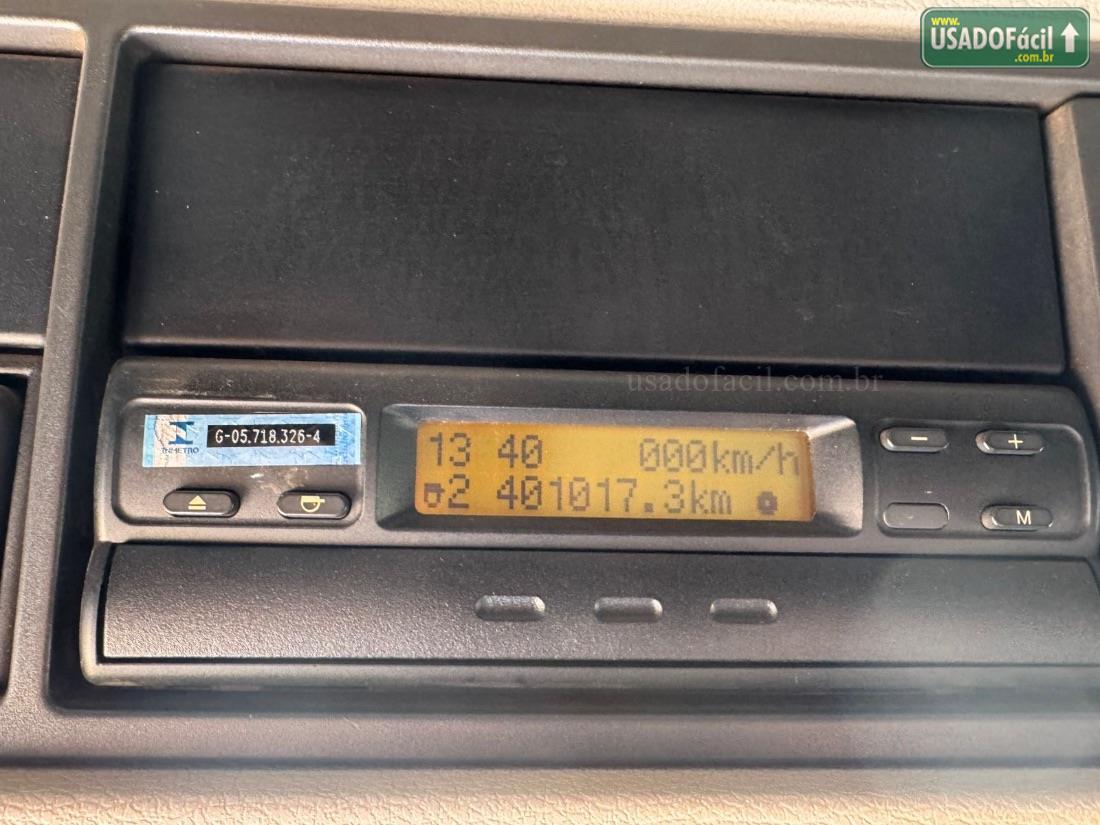 www.
USADOFácil
.com.br
usadofacil.com.br
G-05.718.326-4
INMETRO
13 40 000km/h
2 401017.3km
- +
M